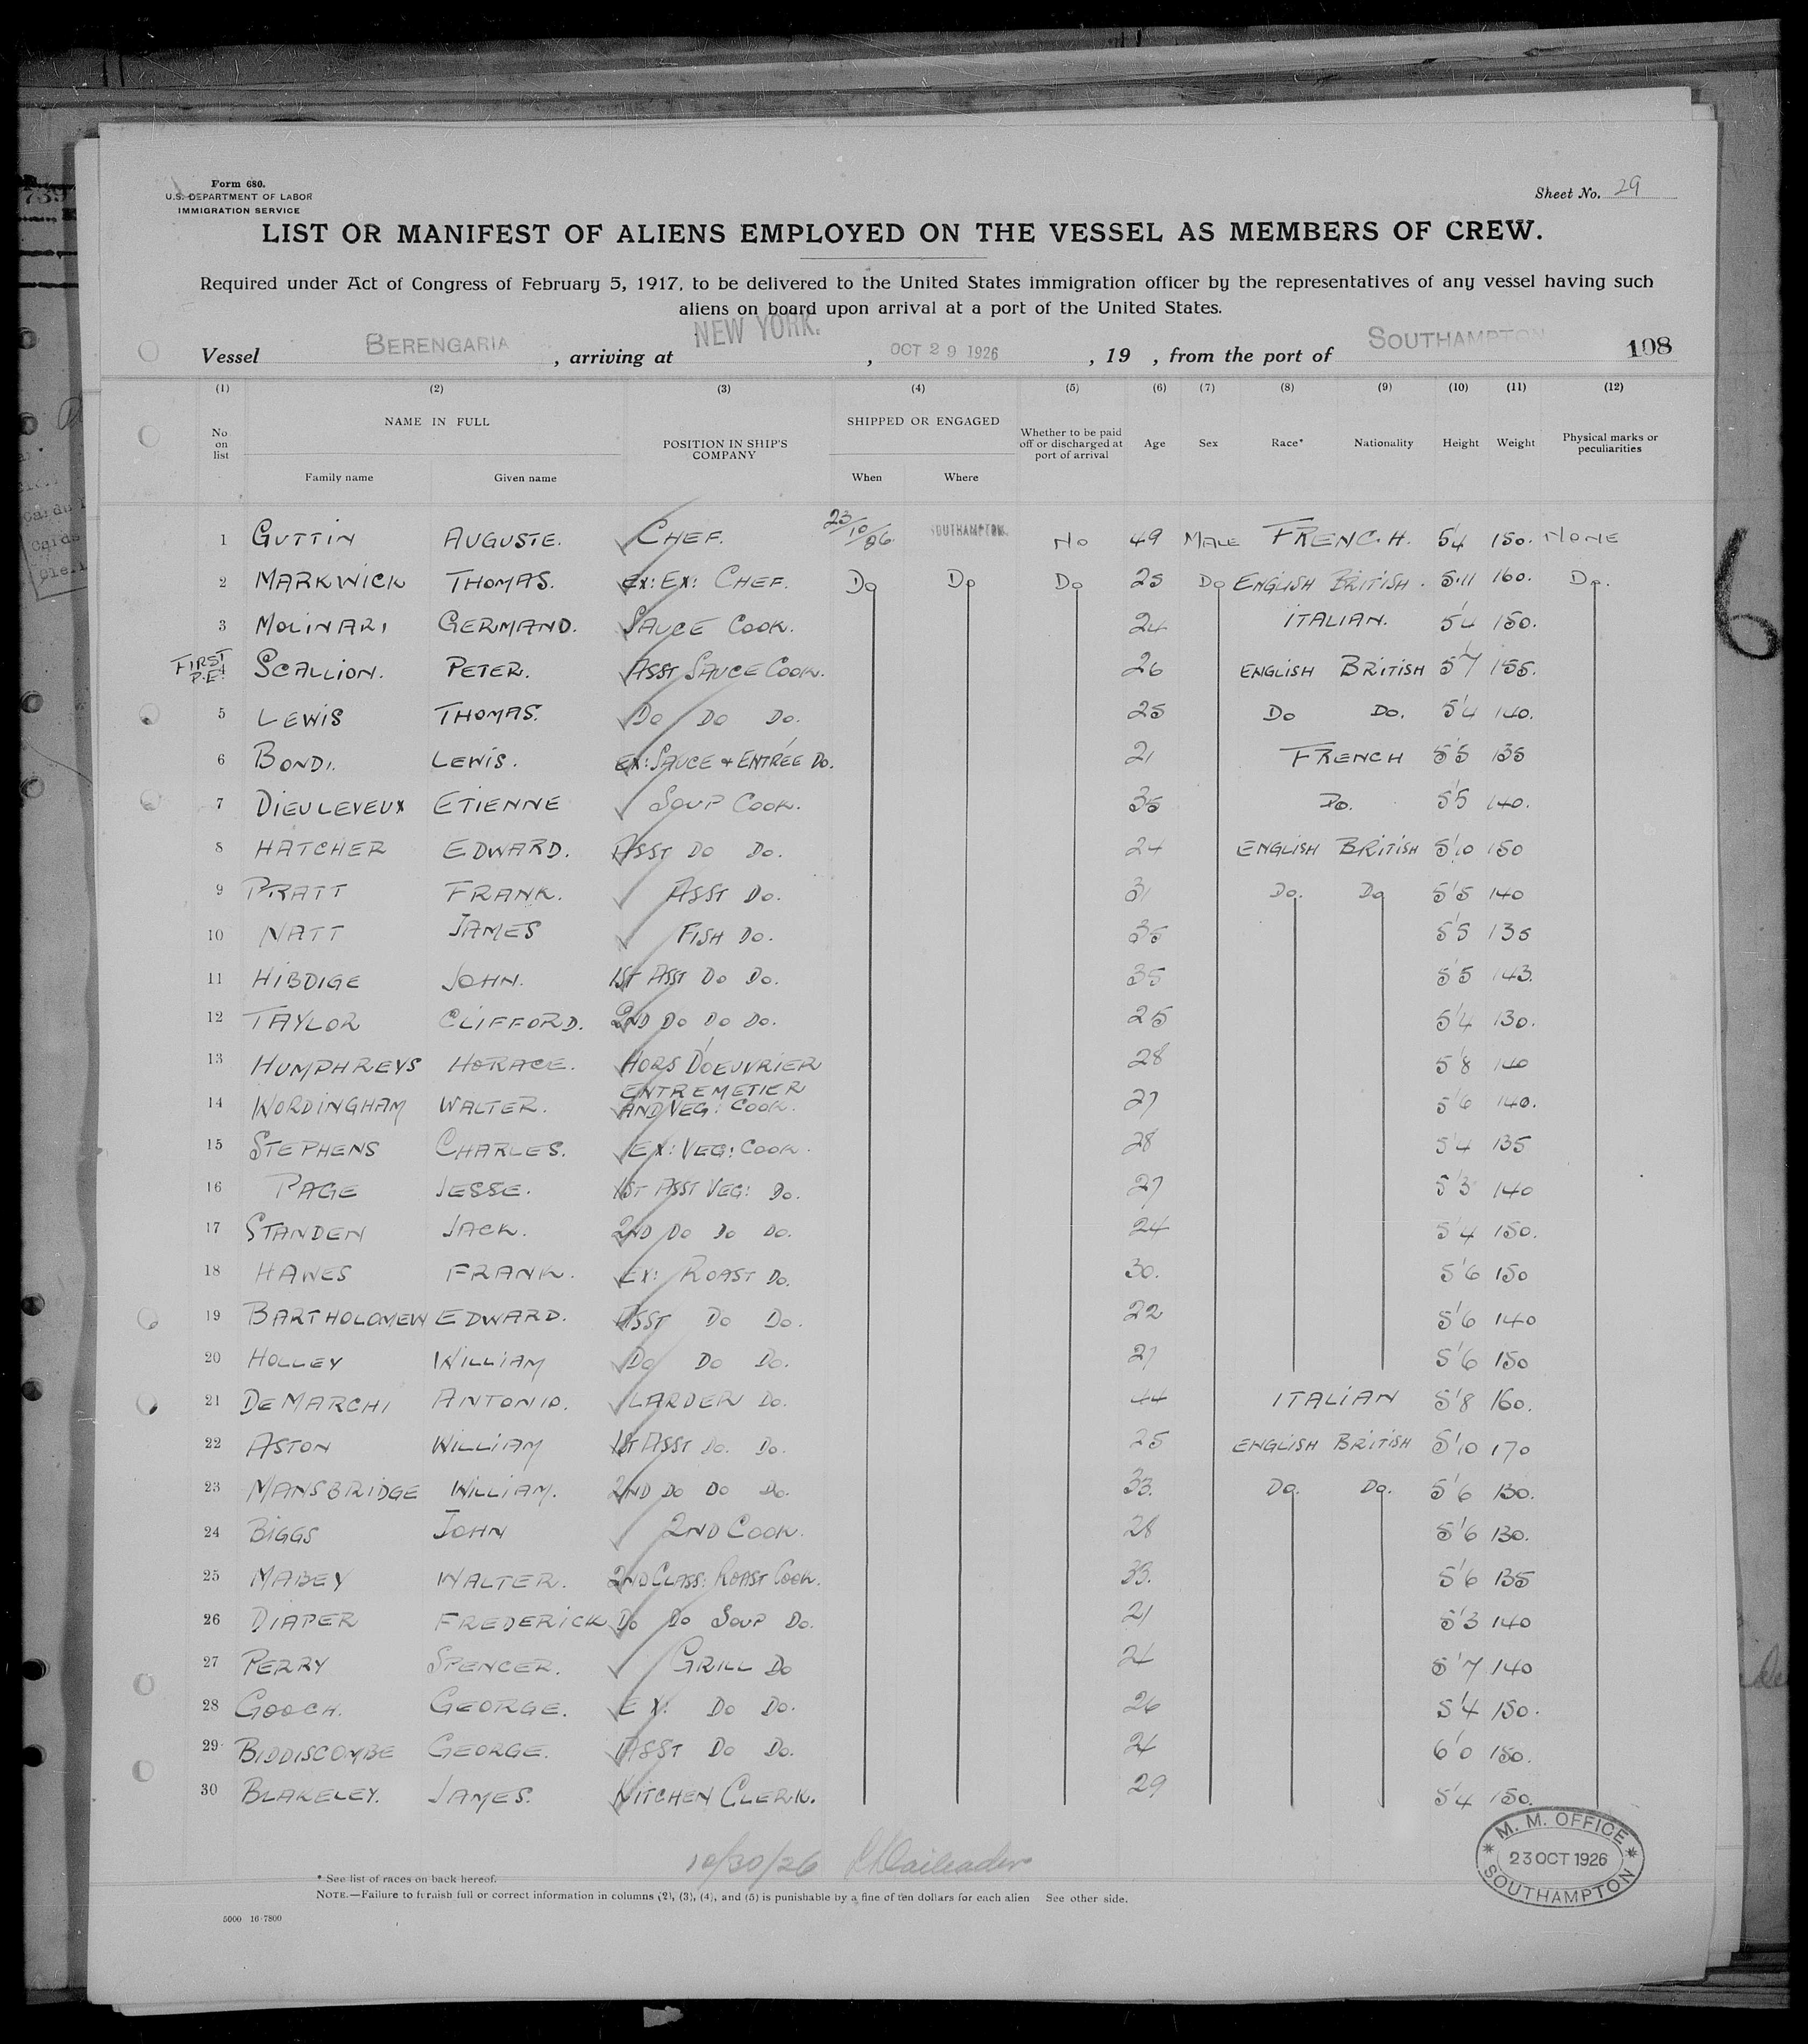 Form 680.
U.S. DEPARTMENT OF LABOR
IMMIGRATION SERVICE
Sheet No. 29
LIST OR MANIFEST OF ALIENS EMPLOYED ON THE VESSEL AS MEMBERS OF CREW.
Required under Act of Congress of February 5, 1917, to be delivered to the United States immigration officer by the representatives of any vessel having such
aliens on board upon arrival at a port of the United States.
Vessel BERENGARIA , arriving at NEW YORK. , OCT 29 1926 , 19 , from the port of SOUTHAMPTON 108
(1) (2) (3) (4) (5) (6) (7) (8) (9) (10) (11) (12)
No on list NAME IN FULL Family name Given name POSITION IN SHIP'S COMPANY SHIPPED OR ENGAGED When Where Whether to be paid off or discharged at port of arrival Age Sex Race* Nationality Height Weight Physical marks or peculiarities
1 GUTTIN AUGUSTE. CHEF. 23/10/26 SOUTHAMPTON. NO 49 MALE FRENCH. 5'4 150. NONE
2 MARKWICK THOMAS. EX: EX: CHEF. Do Do Do 25 Do ENGLISH BRITISH. 5'11 160. Do.
3 MOLINARI GERMANO. SAUCE COOK. 24 ITALIAN. 5'4 150.
FIRST P.E. 4 SCALLION. PETER. ASST SAUCE COOK. 26 ENGLISH BRITISH 5'7 155.
5 LEWIS THOMAS. Do Do Do. 25 Do Do. 5'4 140.
6 BONDI. LEWIS. EX: SAUCE & ENTRÉE Do. 21 FRENCH 5'5 135
7 DIEULEVEUX ETIENNE SOUP COOK. 35 Do. 5'5 140.
8 HATCHER EDWARD. ASST Do Do. 24 ENGLISH BRITISH 5'10 150
9 PRATT FRANK. ASST Do. 31 Do. Do 5'5 140
10 NATT JAMES FISH Do. 35 5'5 135
11 HIBDIGE JOHN. 1ST ASST Do Do. 35 5'5 143.
12 TAYLOR CLIFFORD. 2ND Do Do Do. 25 5'4 130.
13 HUMPHREYS HORACE. HORS D'OEUVRIER 28 5'8 140
14 WORDINGHAM WALTER. ENTREMETIER AND VEG: COOK. 27 5'6 140.
15 STEPHENS CHARLES. EX: VEG: COOK. 28 5'4 135
16 PAGE JESSE. 1ST ASST VEG: Do. 27 5'3 140
17 STANDEN JACK. 2ND Do Do Do. 24 5'4 150.
18 HAWES FRANK. EX: ROAST Do. 30. 5'6 150
19 BARTHOLOMEW EDWARD. ASST Do Do. 22 5'6 140
20 HOLLEY WILLIAM Do Do Do. 27 5'6 150
21 DE MARCHI ANTONIO. LARDER Do. 44 ITALIAN 5'8 160.
22 ASTON WILLIAM 1ST ASST Do. Do. 25 ENGLISH BRITISH 5'10 170
23 MANSBRIDGE WILLIAM. 2ND Do Do Do. 33. Do. Do. 5'6 130.
24 BIGGS JOHN 2ND COOK. 28 5'6 130.
25 MABEY WALTER. 2ND CLASS: ROAST COOK. 33. 5'6 135
26 DIAPER FREDERICK Do Do SOUP Do. 21 5'3 140
27 PERRY SPENCER. GRILL Do 24 5'7 140
28 GOOCH. GEORGE. EX: Do Do. 26 5'4 150.
29 BIDDISCOMBE GEORGE. ASST Do Do. 24 6'0 150.
30 BLAKELEY. JAMES. KITCHEN CLERK. 29 5'4 150.
10/30/26
M. M. OFFICE
23 OCT 1926
SOUTHAMPTON
* See list of races on back hereof.
NOTE.—Failure to furnish full or correct information in columns (2), (3), (4), and (5) is punishable by a fine of ten dollars for each alien See other side.
5000 16-7800
6